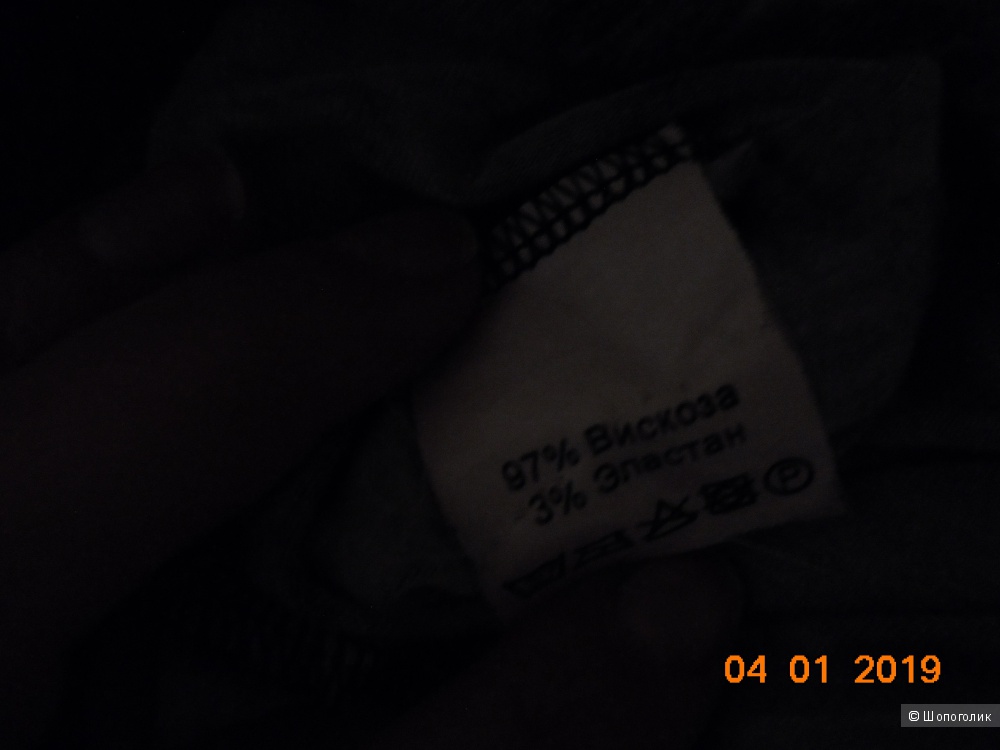 97% Вискоза
3% Эластан
P
04 01 2019
© Шопоголик